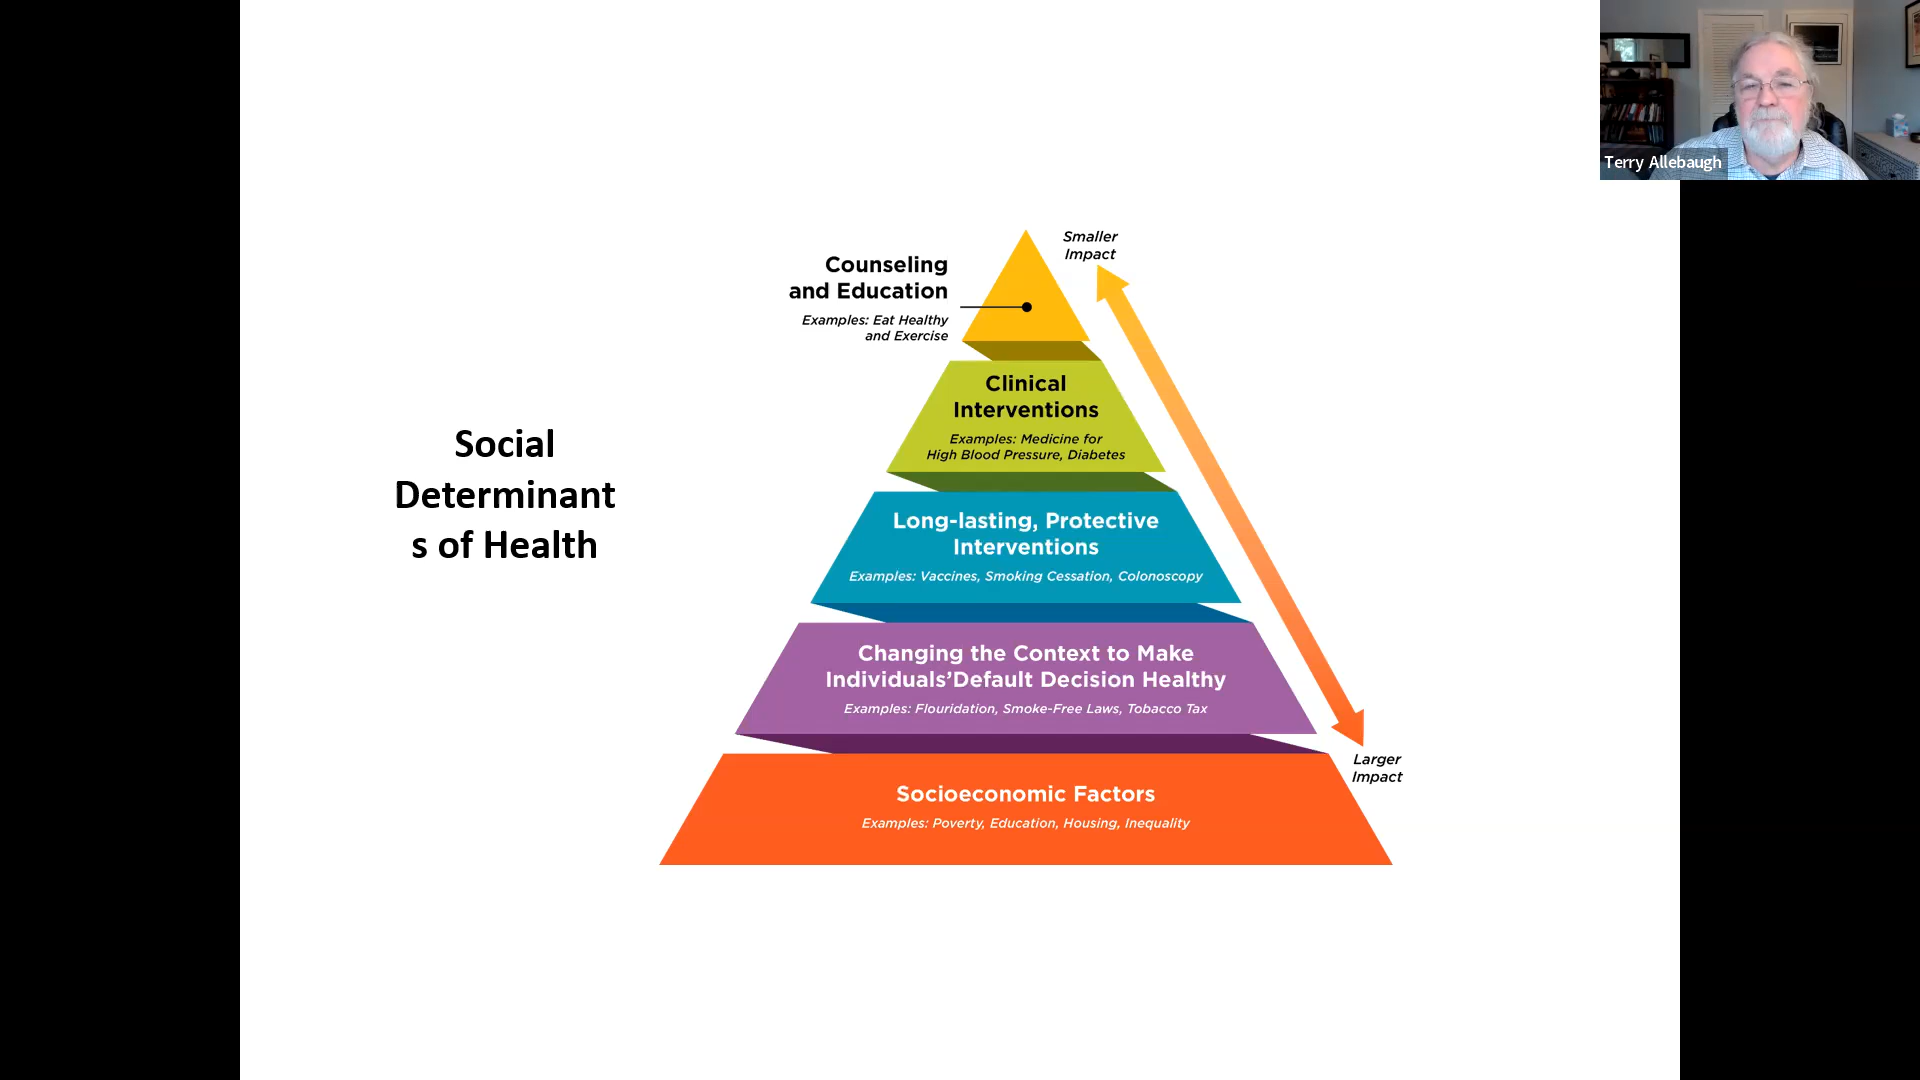 Terry Allebaugh
Smaller
Impact
Counseling
and Education
Examples: Eat Healthy
and Exercise
Clinical
Interventions
Examples: Medicine for
High Blood Pressure, Diabetes
Social
Determinant
s of Health
Long-lasting, Protective
Interventions
Examples: Vaccines, Smoking Cessation, Colonoscopy
Changing the Context to Make
Individuals’Default Decision Healthy
Examples: Flouridation, Smoke-Free Laws, Tobacco Tax
Larger
Impact
Socioeconomic Factors
Examples: Poverty, Education, Housing, Inequality